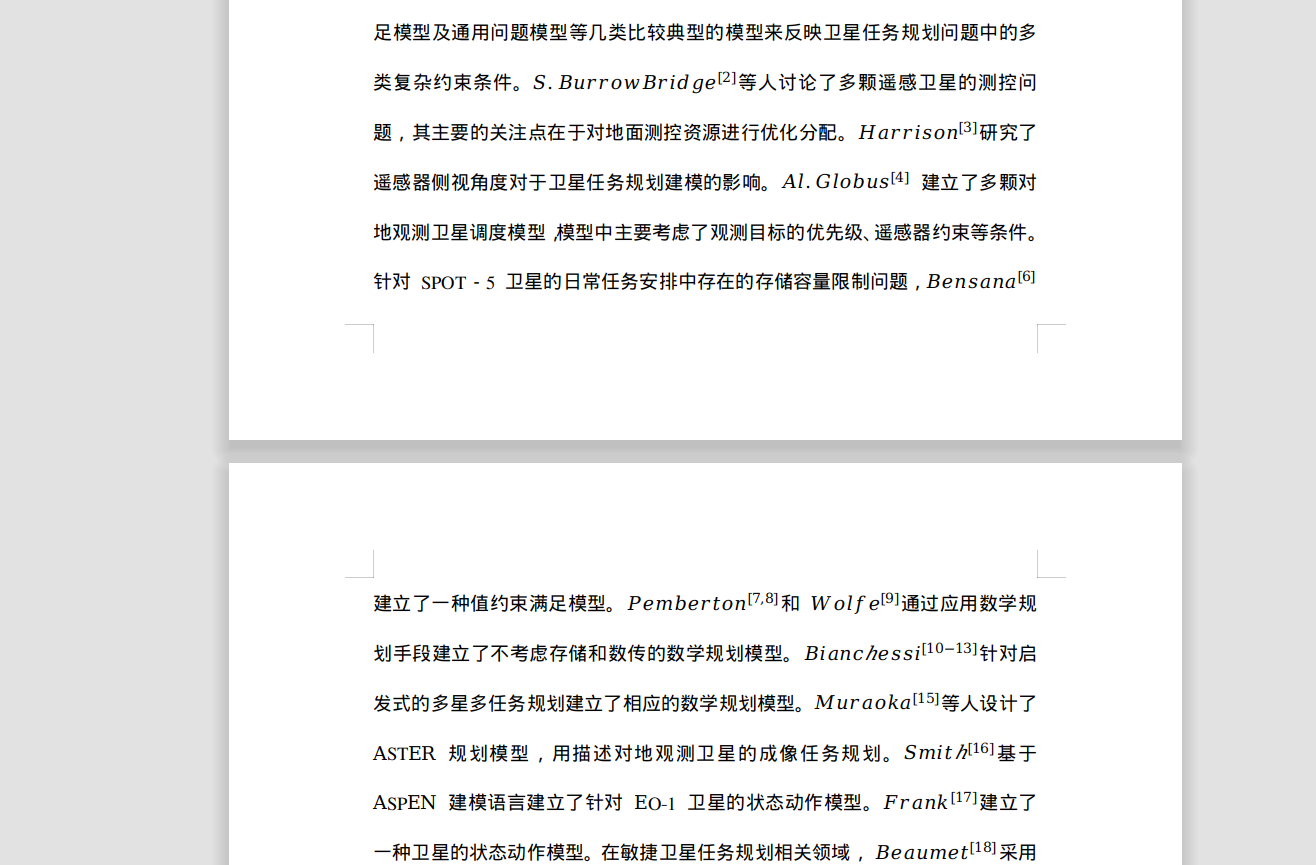 足模型及通用问题模型等几类比较典型的模型来反映卫星任务规划问题中的多
类复杂约束条件。S.BurrowBridge[2]等人讨论了多颗遥感卫星的测控问
题，其主要的关注点在于对地面测控资源进行优化分配。Harrison[3]研究了
遥感器侧视角度对于卫星任务规划建模的影响。Al.Globus[4] 建立了多颗对
地观测卫星调度模型，模型中主要考虑了观测目标的优先级、遥感器约束等条件。
针对 SPOT - 5 卫星的日常任务安排中存在的存储容量限制问题，Bensana[6]
建立了一种值约束满足模型。Pemberton[7,8]和 Wolfe[9]通过应用数学规
划手段建立了不考虑存储和数传的数学规划模型。Bianchessi[10−13]针对启
发式的多星多任务规划建立了相应的数学规划模型。Muraoka[15]等人设计了
ASTER 规划模型，用描述对地观测卫星的成像任务规划。Smith[16]基于
ASPEN 建模语言建立了针对 EO-1 卫星的状态动作模型。Frank[17]建立了
一种卫星的状态动作模型。在敏捷卫星任务规划相关领域，Beaumet[18]采用